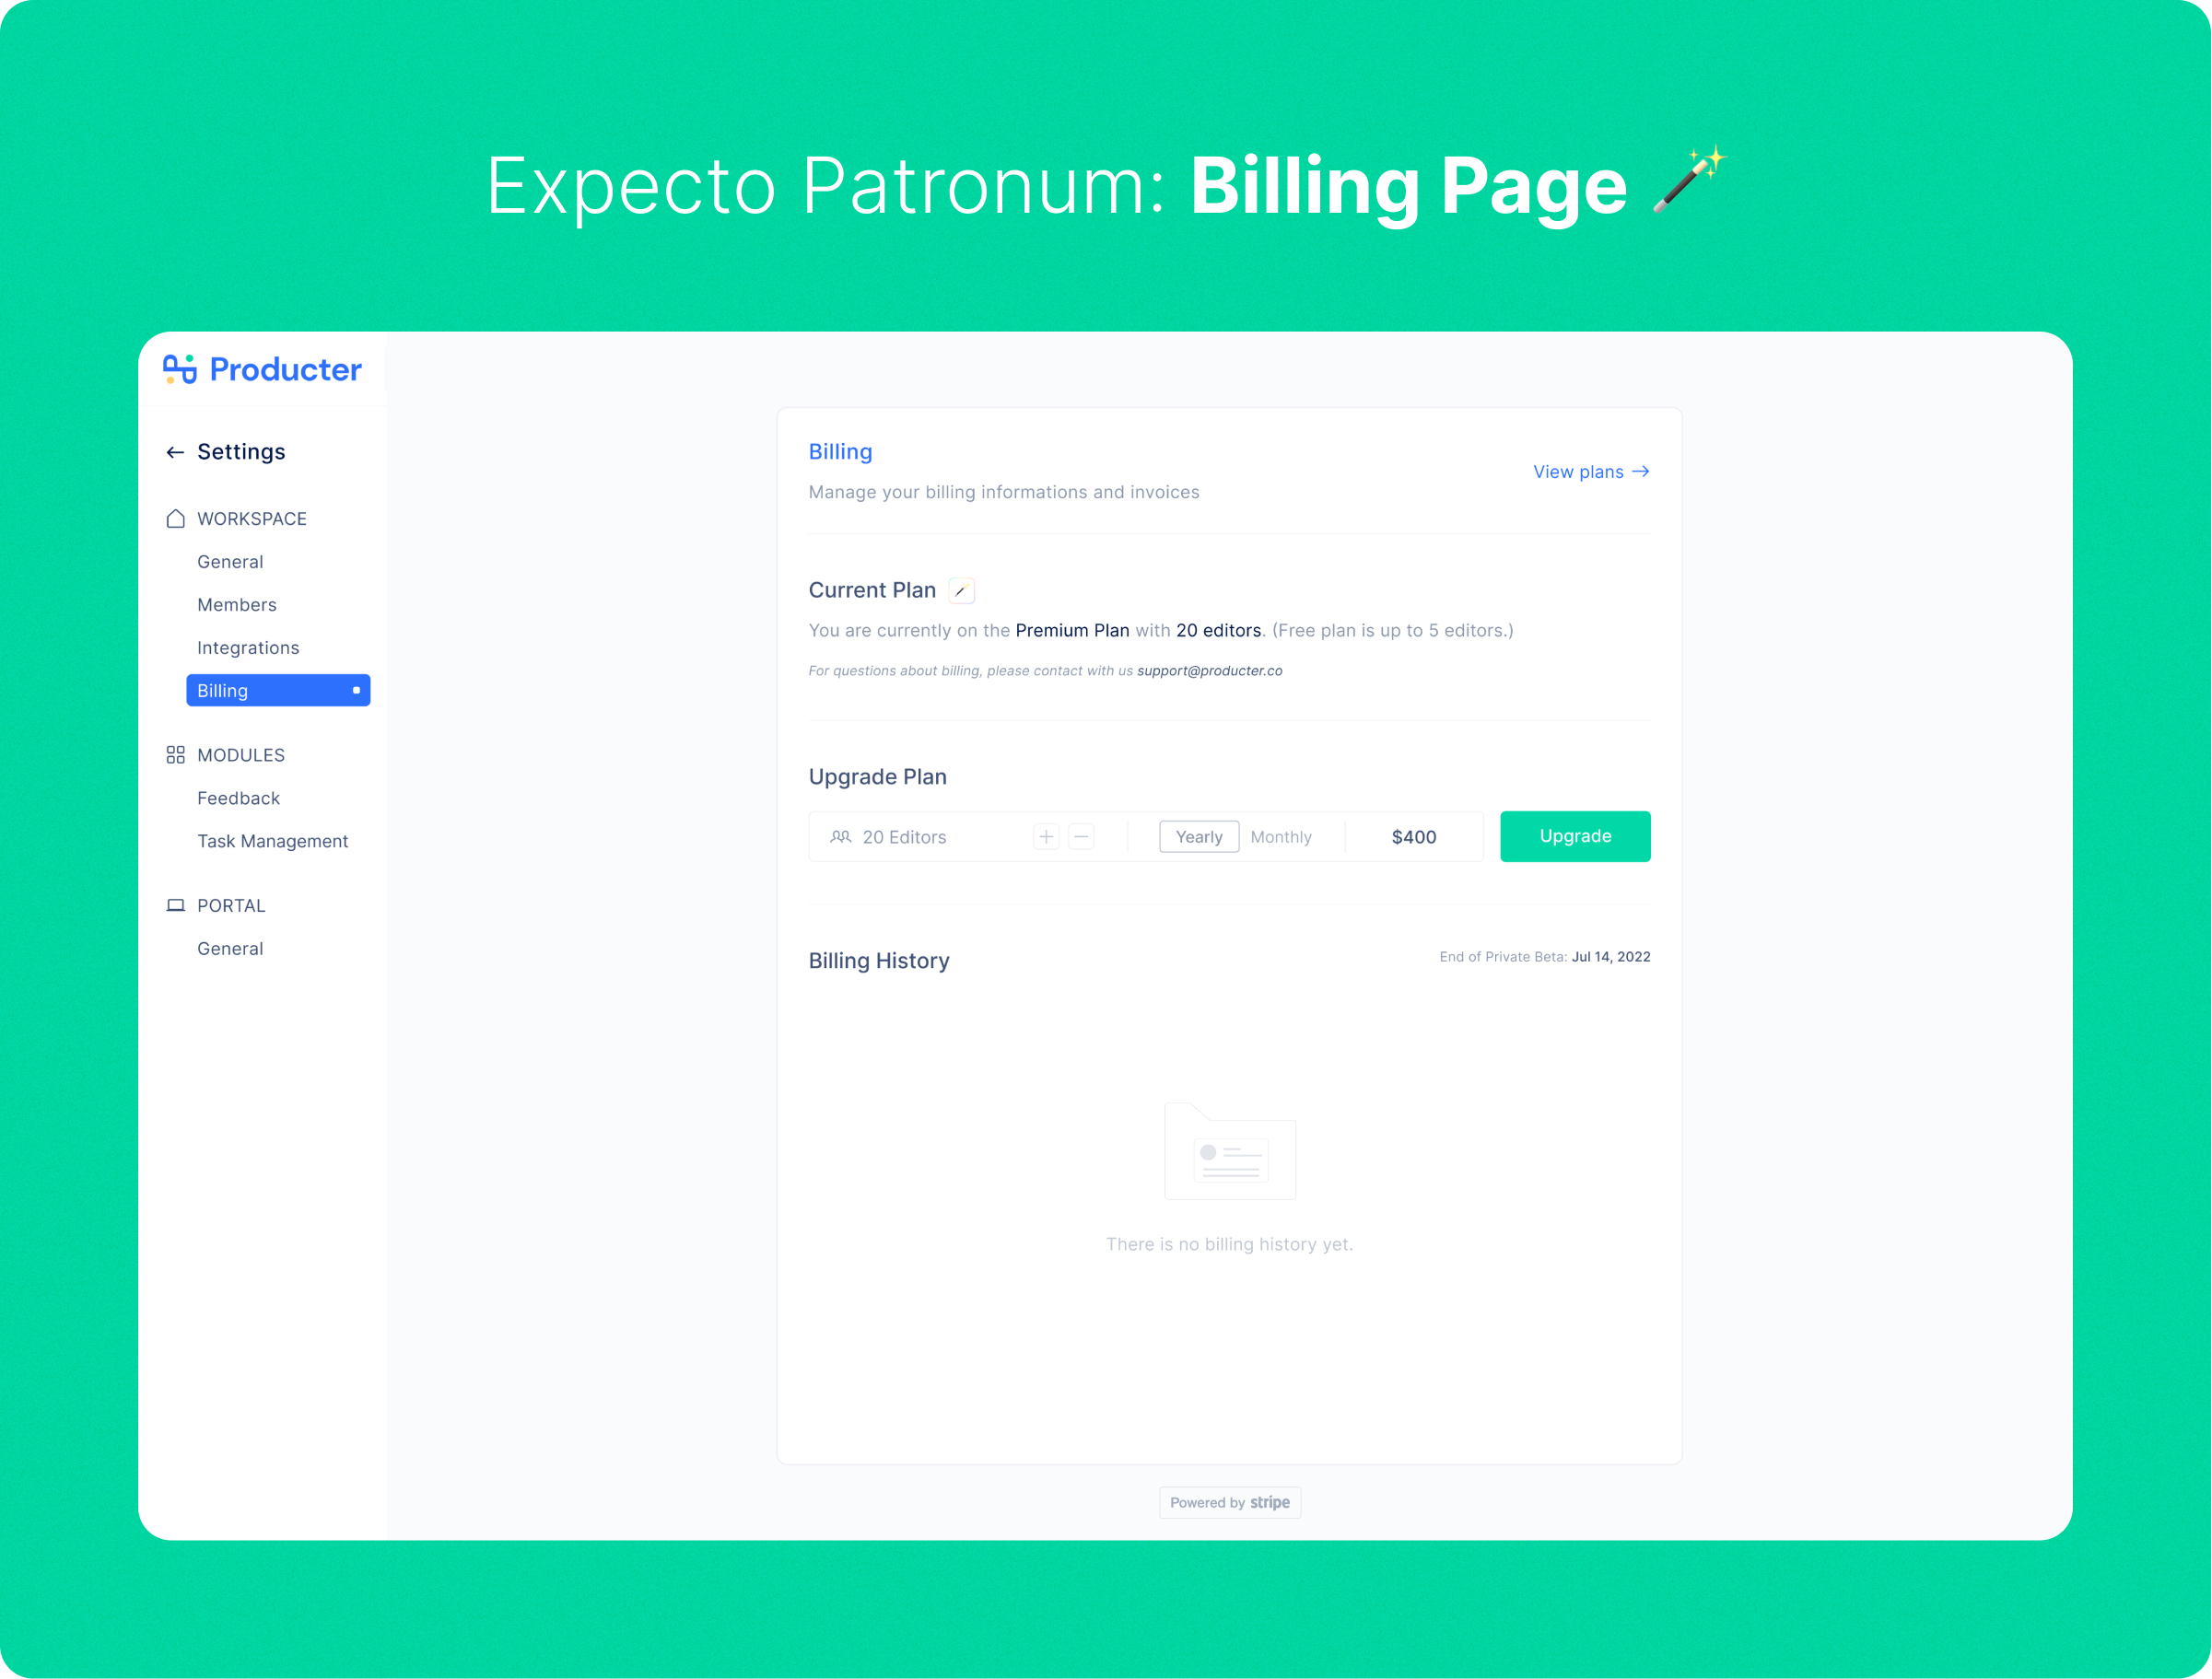 Expecto Patronum: Billing Page
Producter
Settings
WORKSPACE
General
Members
Integrations
Billing
MODULES
Feedback
Task Management
PORTAL
General
Billing
Manage your billing informations and invoices
View plans →
Current Plan
You are currently on the Premium Plan with 20 editors. (Free plan is up to 5 editors.)
For questions about billing, please contact with us support@producter.co
Upgrade Plan
20 Editors + − Yearly Monthly $400 Upgrade
Billing History
End of Private Beta: Jul 14, 2022
There is no billing history yet.
Powered by stripe